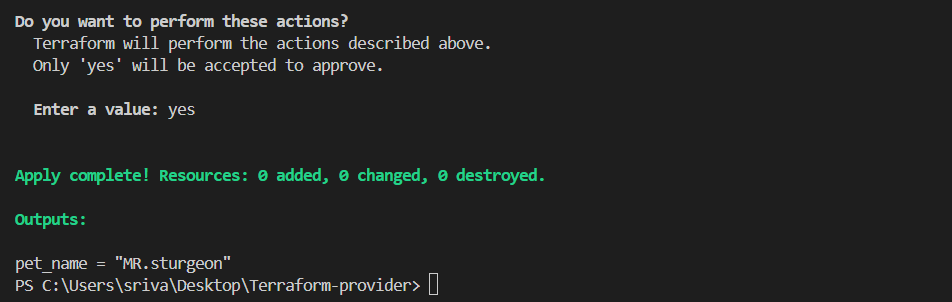 Do you want to perform these actions?
Terraform will perform the actions described above.
Only 'yes' will be accepted to approve.
Enter a value: yes
Apply complete! Resources: 0 added, 0 changed, 0 destroyed.
Outputs:
pet_name = "MR.sturgeon"
PS C:\Users\sriva\Desktop\Terraform-provider>